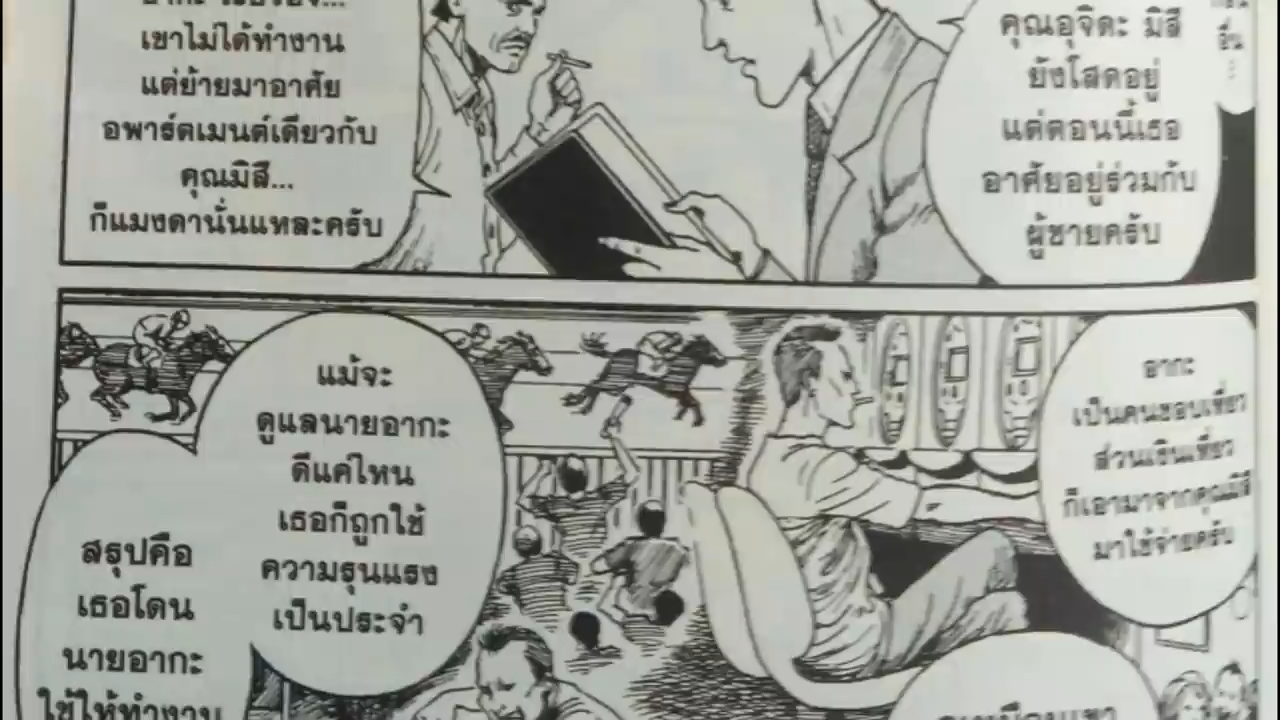 คุณอุจิดะ มิสึ
ยังโสดอยู่
แต่ตอนนี้เธอ
อาศัยอยู่ร่วมกับ
ผู้ชายครับ
อื่น
เขาไม่ได้ทำงาน
แต่ย้ายมาอาศัย
อพาร์ตเมนต์เดียวกับ
คุณมิสึ...
ก็แมงดานั่นแหละครับ
อากะ
เป็นคนชอบเที่ยว
ส่วนเงินเที่ยว
ก็เอามาจากคุณมิสึ
มาใช้จ่ายครับ
แม้จะ
ดูแลนายอากะ
ดีแค่ไหน
เธอก็ถูกใช้
ความรุนแรง
เป็นประจำ
สรุปคือ
เธอโดน
นายอากะ
ใช้ให้ทำงาน